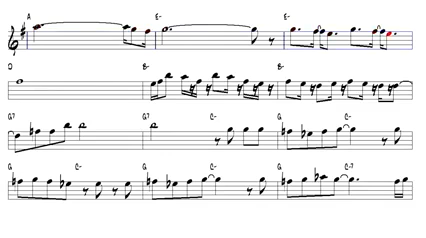 A E- E-
D B- B-
G7 G7 C-
G C- G C- G C-7